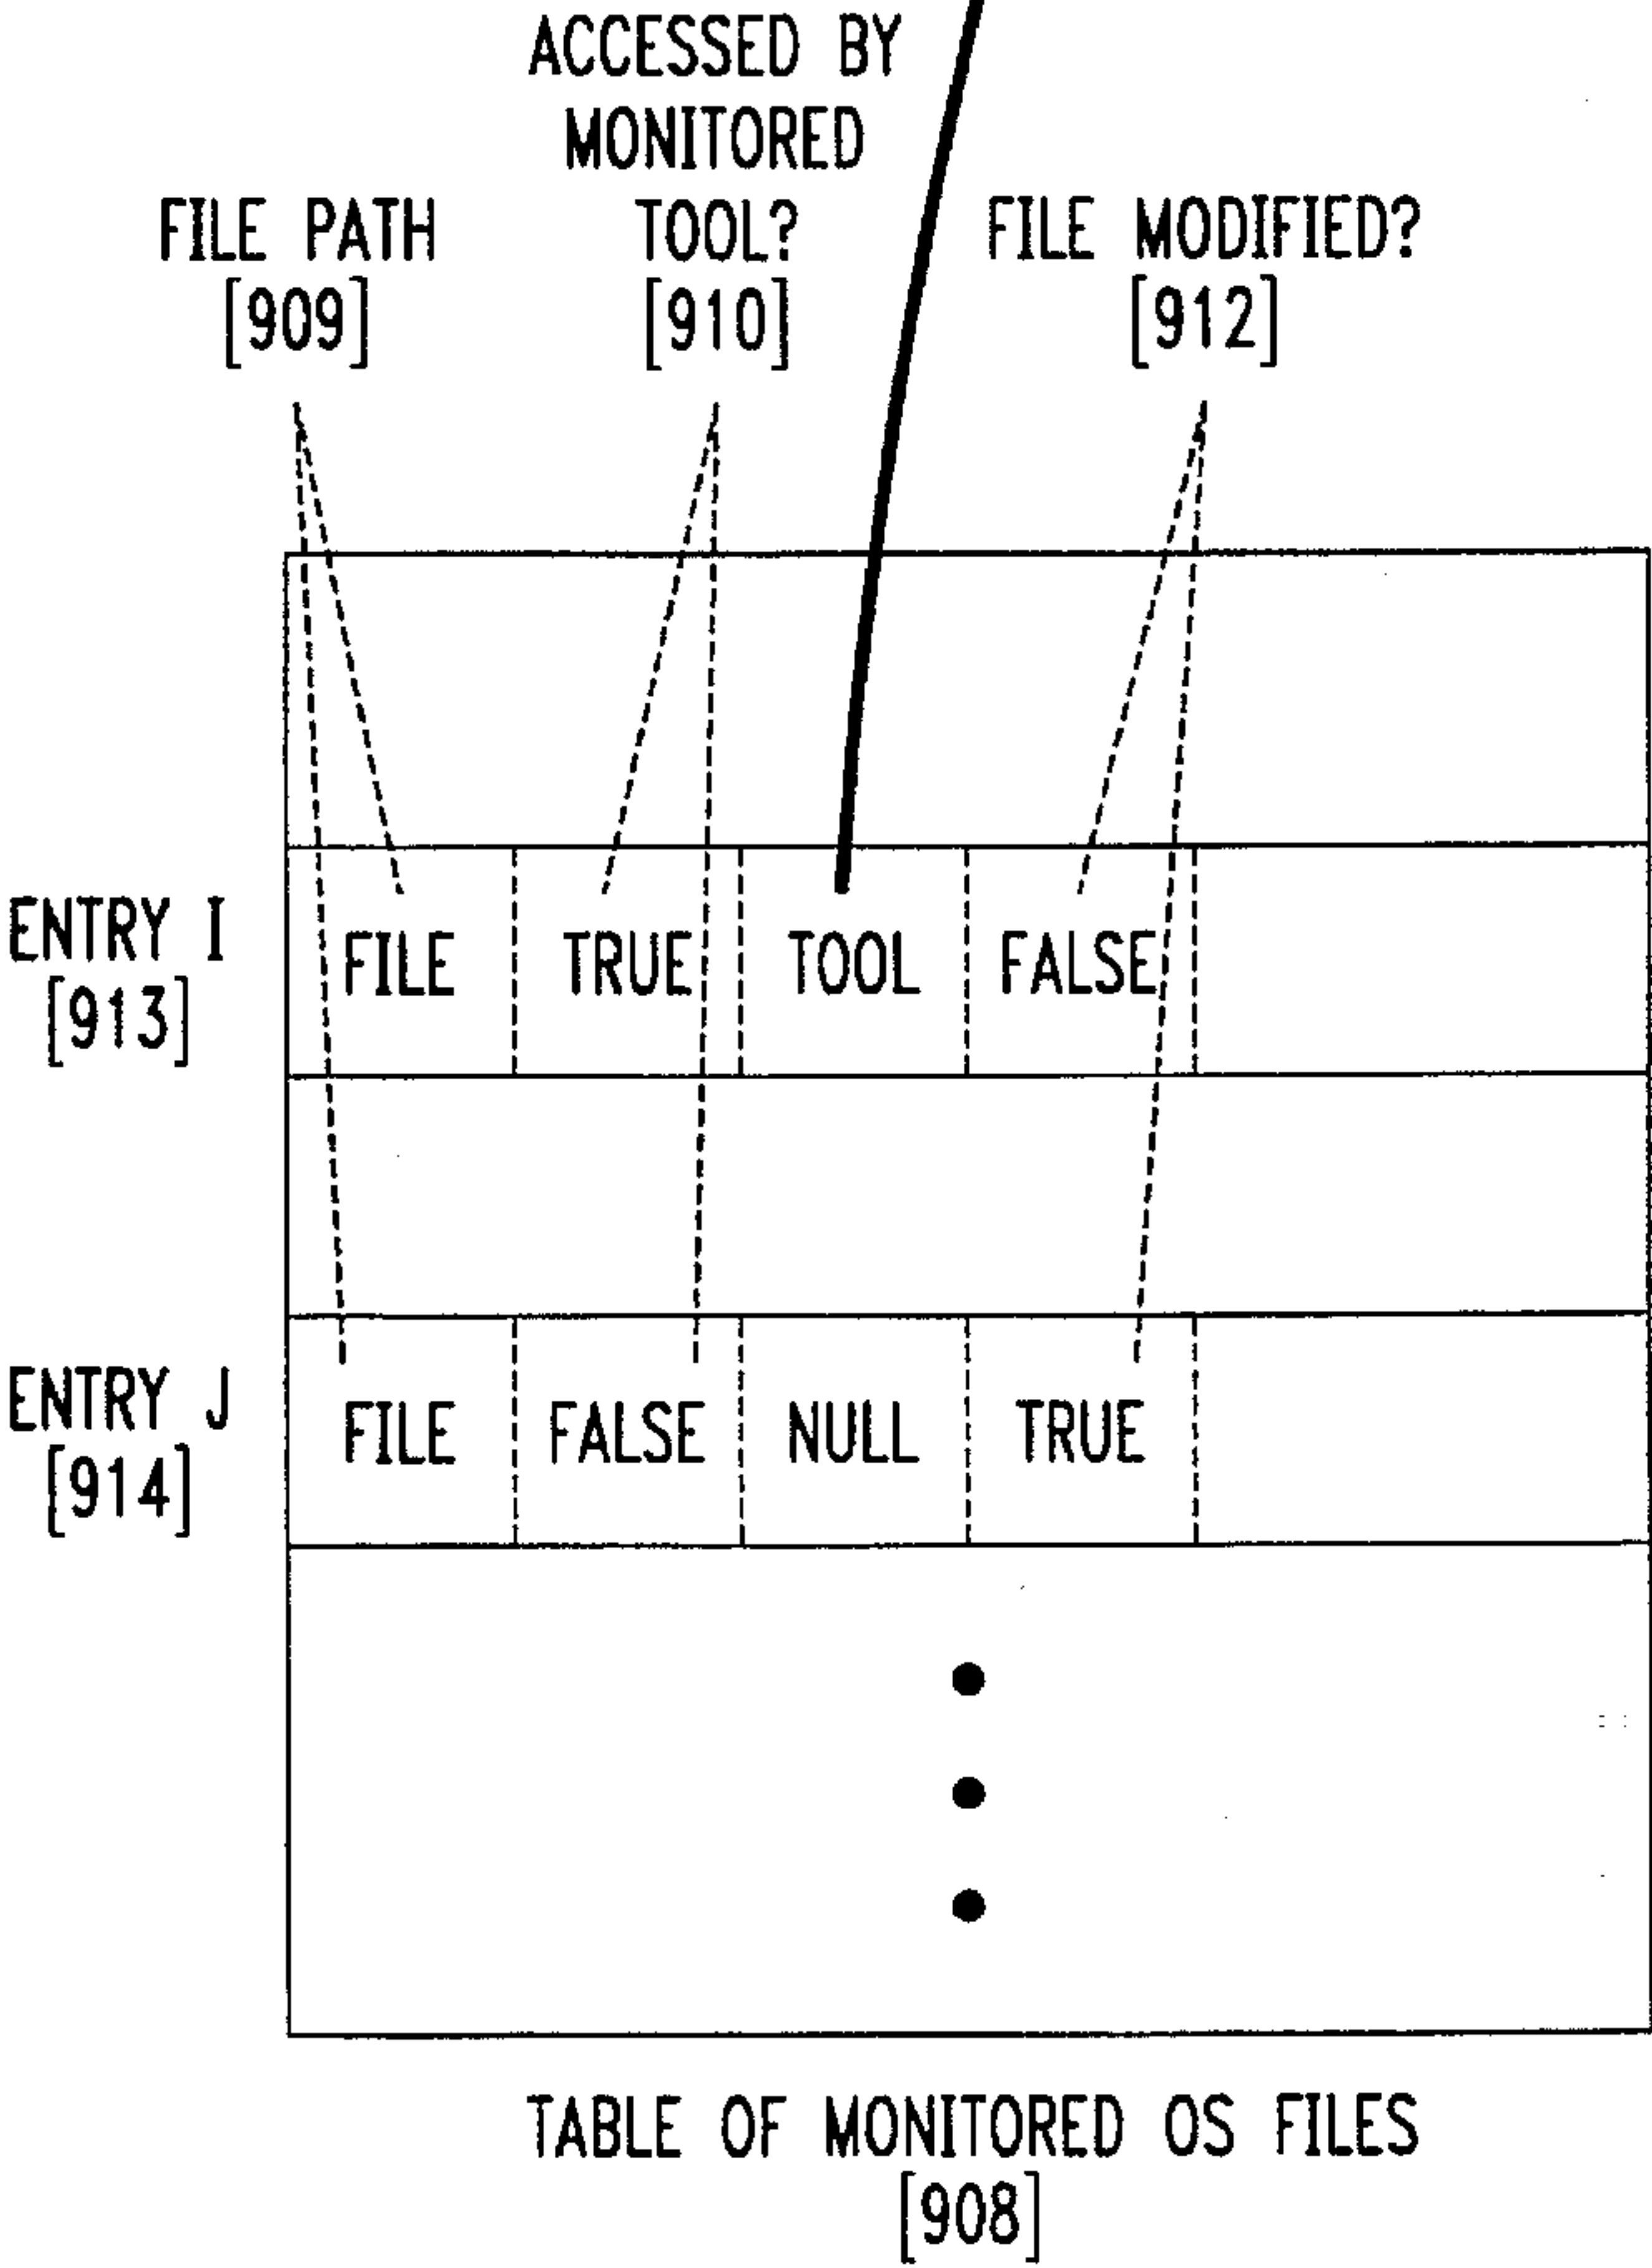 ACCESSED BY
MONITORED
TOOL?
[910]
FILE PATH
[909]
FILE MODIFIED?
[912]
ENTRY I
[913]
FILE TRUE TOOL FALSE
ENTRY J
[914]
FILE FALSE NULL TRUE
TABLE OF MONITORED OS FILES
[908]